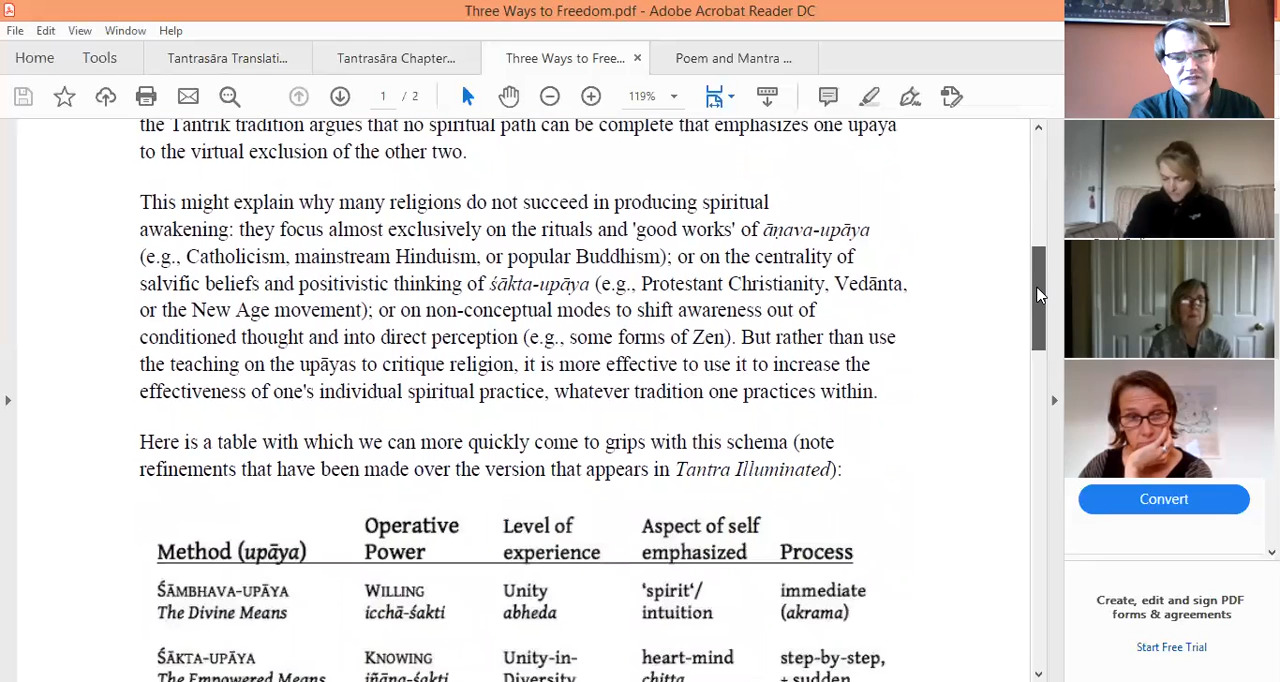 Three Ways to Freedom.pdf - Adobe Acrobat Reader DC
File Edit View Window Help
Home Tools Tantrasāra Translati... Tantrasāra Chapter... Three Ways to Free... × Poem and Mantra ...
1 / 2 119%
the Tantrik tradition argues that no spiritual path can be complete that emphasizes one upāya
to the virtual exclusion of the other two.
This might explain why many religions do not succeed in producing spiritual
awakening: they focus almost exclusively on the rituals and 'good works' of āṇava-upāya
(e.g., Catholicism, mainstream Hinduism, or popular Buddhism); or on the centrality of
salvific beliefs and positivistic thinking of śākta-upāya (e.g., Protestant Christianity, Vedānta,
or the New Age movement); or on non-conceptual modes to shift awareness out of
conditioned thought and into direct perception (e.g., some forms of Zen). But rather than use
the teaching on the upāyas to critique religion, it is more effective to use it to increase the
effectiveness of one's individual spiritual practice, whatever tradition one practices within.
Here is a table with which we can more quickly come to grips with this schema (note
refinements that have been made over the version that appears in Tantra Illuminated):
Operative Level of Aspect of self
Method (upāya) Power experience emphasized Process
ŚĀMBHAVA-UPĀYA WILLING Unity 'spirit'/ immediate
The Divine Means icchā-śakti abheda intuition (akrama)
ŚĀKTA-UPĀYA KNOWING Unity-in- heart-mind step-by-step,
The Empowered Means jñāna-śakti Diversity chitta + sudden
Convert
Create, edit and sign PDF
forms & agreements
Start Free Trial